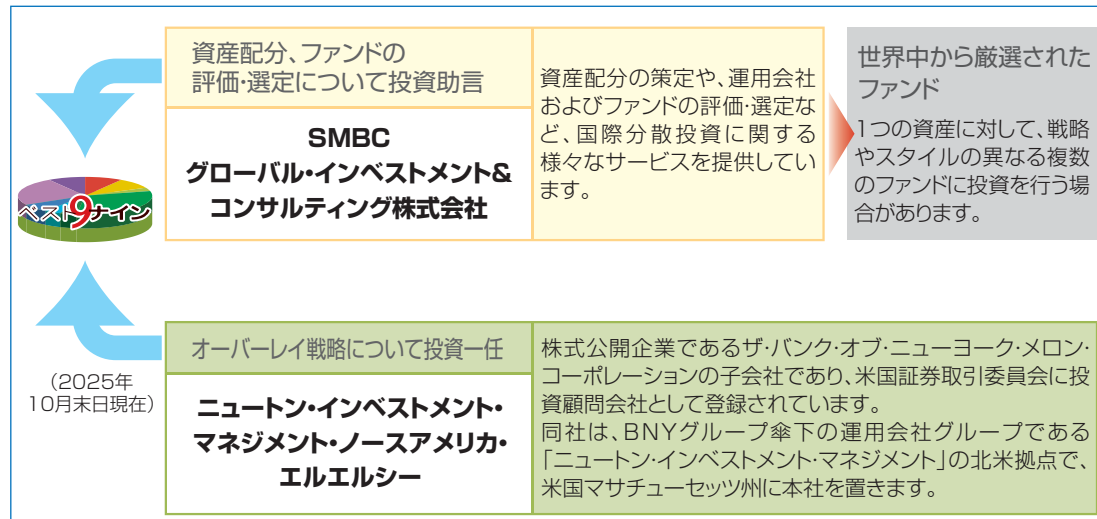 資産配分、ファンドの
評価・選定について投資助言
SMBC
グローバル・インベストメント&
コンサルティング株式会社
資産配分の策定や、運用会社
およびファンドの評価・選定な
ど、国際分散投資に関する
様々なサービスを提供してい
ます。
世界中から厳選された
ファンド
1つの資産に対して、戦略
やスタイルの異なる複数
のファンドに投資を行う場
合があります。
ベスト9ナイン
(2025年
10月末日現在)
オーバーレイ戦略について投資一任
ニュートン・インベストメント・
マネジメント・ノースアメリカ・
エルエルシー
株式公開企業であるザ・バンク・オブ・ニューヨーク・メロン・
コーポレーションの子会社であり、米国証券取引委員会に投
資顧問会社として登録されています。
同社は、BNYグループ傘下の運用会社グループである
「ニュートン・インベストメント・マネジメント」の北米拠点で、
米国マサチューセッツ州に本社を置きます。